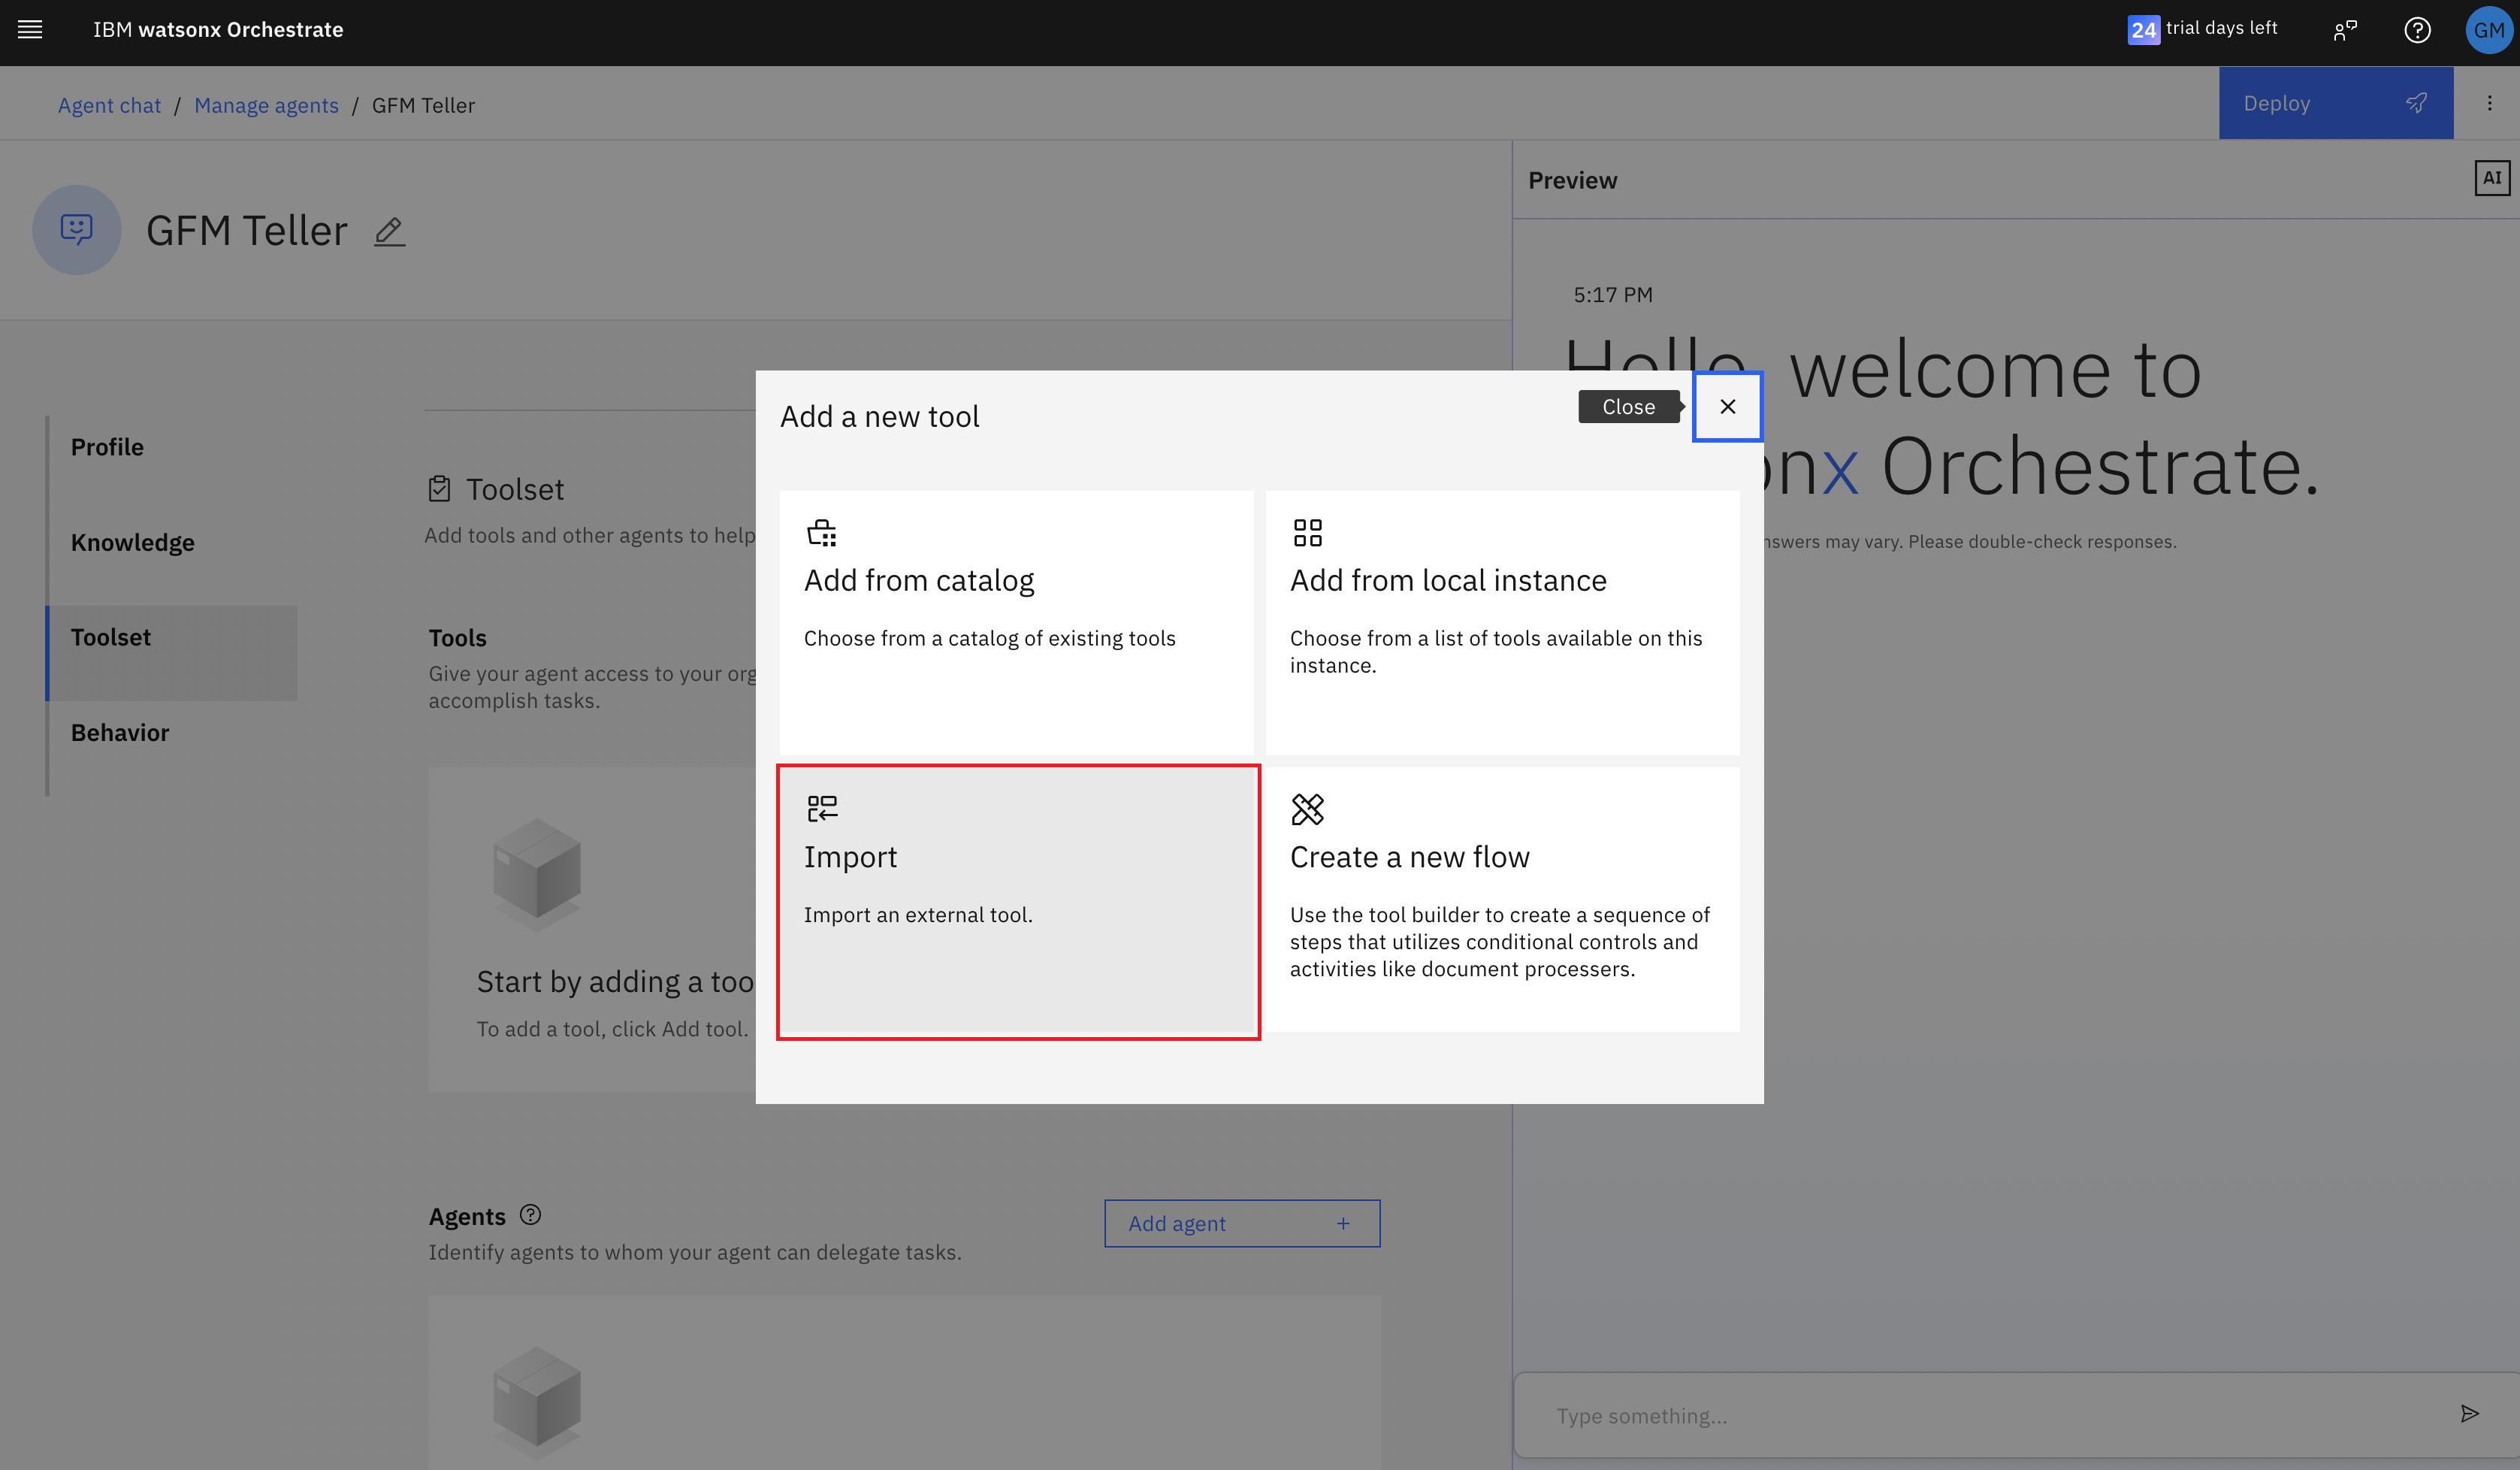 IBM watsonx Orchestrate
24 trial days left
GM
Agent chat / Manage agents / GFM Teller
Deploy
GFM Teller
Preview
AI
5:17 PM
Hello, welcome to
onx Orchestrate.
nswers may vary. Please double-check responses.
Profile
Knowledge
Toolset
Behavior
Toolset
Add tools and other agents to help
Tools
Give your agent access to your org
accomplish tasks.
Start by adding a too
To add a tool, click Add tool.
Agents
Identify agents to whom your agent can delegate tasks.
Add agent +
Add a new tool
Close
Add from catalog
Choose from a catalog of existing tools
Add from local instance
Choose from a list of tools available on this
instance.
Import
Import an external tool.
Create a new flow
Use the tool builder to create a sequence of
steps that utilizes conditional controls and
activities like document processers.
Type something...